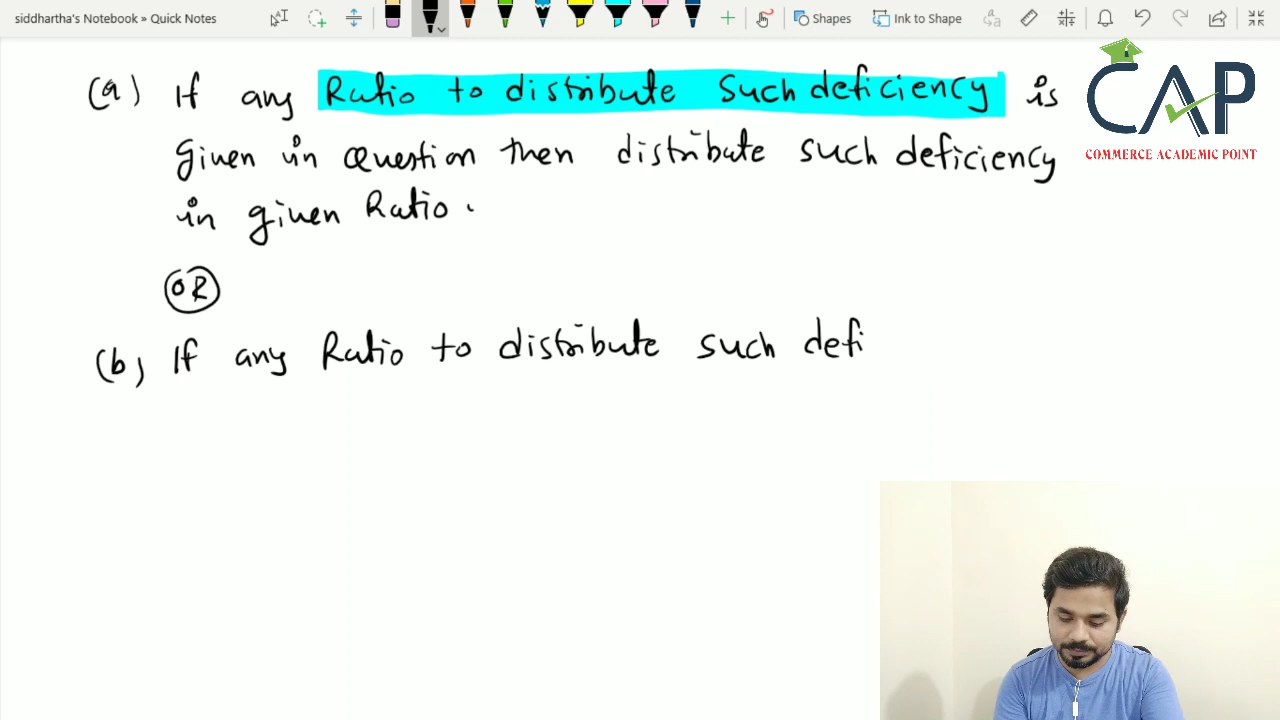 siddhartha's Notebook » Quick Notes
Shapes
Ink to Shape
CAP
COMMERCE ACADEMIC POINT
(a) If any Ratio to distribute such deficiency is
given in question then distribute such deficiency
in given Ratio.
OR
(b) If any Ratio to distribute such defi